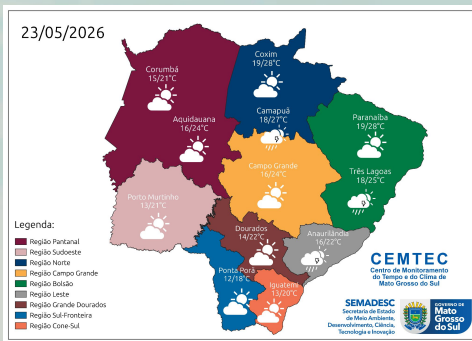 23/05/2026
Coxim
19/28°C
Corumbá
15/21°C
Camapuã
18/27°C
Aquidauana
16/24°C
Paranaíba
19/28°C
Campo Grande
16/24°C
Três Lagoas
18/25°C
Porto Murtinho
13/21°C
Dourados
14/22°C
Anaurilândia
16/22°C
Ponta Porã
12/18°C
Iguatemi
13/20°C
Legenda:
Região Pantanal
Região Sudoeste
Região Norte
Região Campo Grande
Região Bolsão
Região Leste
Região Grande Dourados
Região Sul-Fronteira
Região Cone-Sul
CEMTEC
Centro de Monitoramento
do Tempo e do Clima de
Mato Grosso do Sul
SEMADESC
Secretaria de Estado
de Meio Ambiente,
Desenvolvimento, Ciência,
Tecnologia e Inovação
GOVERNO DE
Mato
Grosso
do Sul